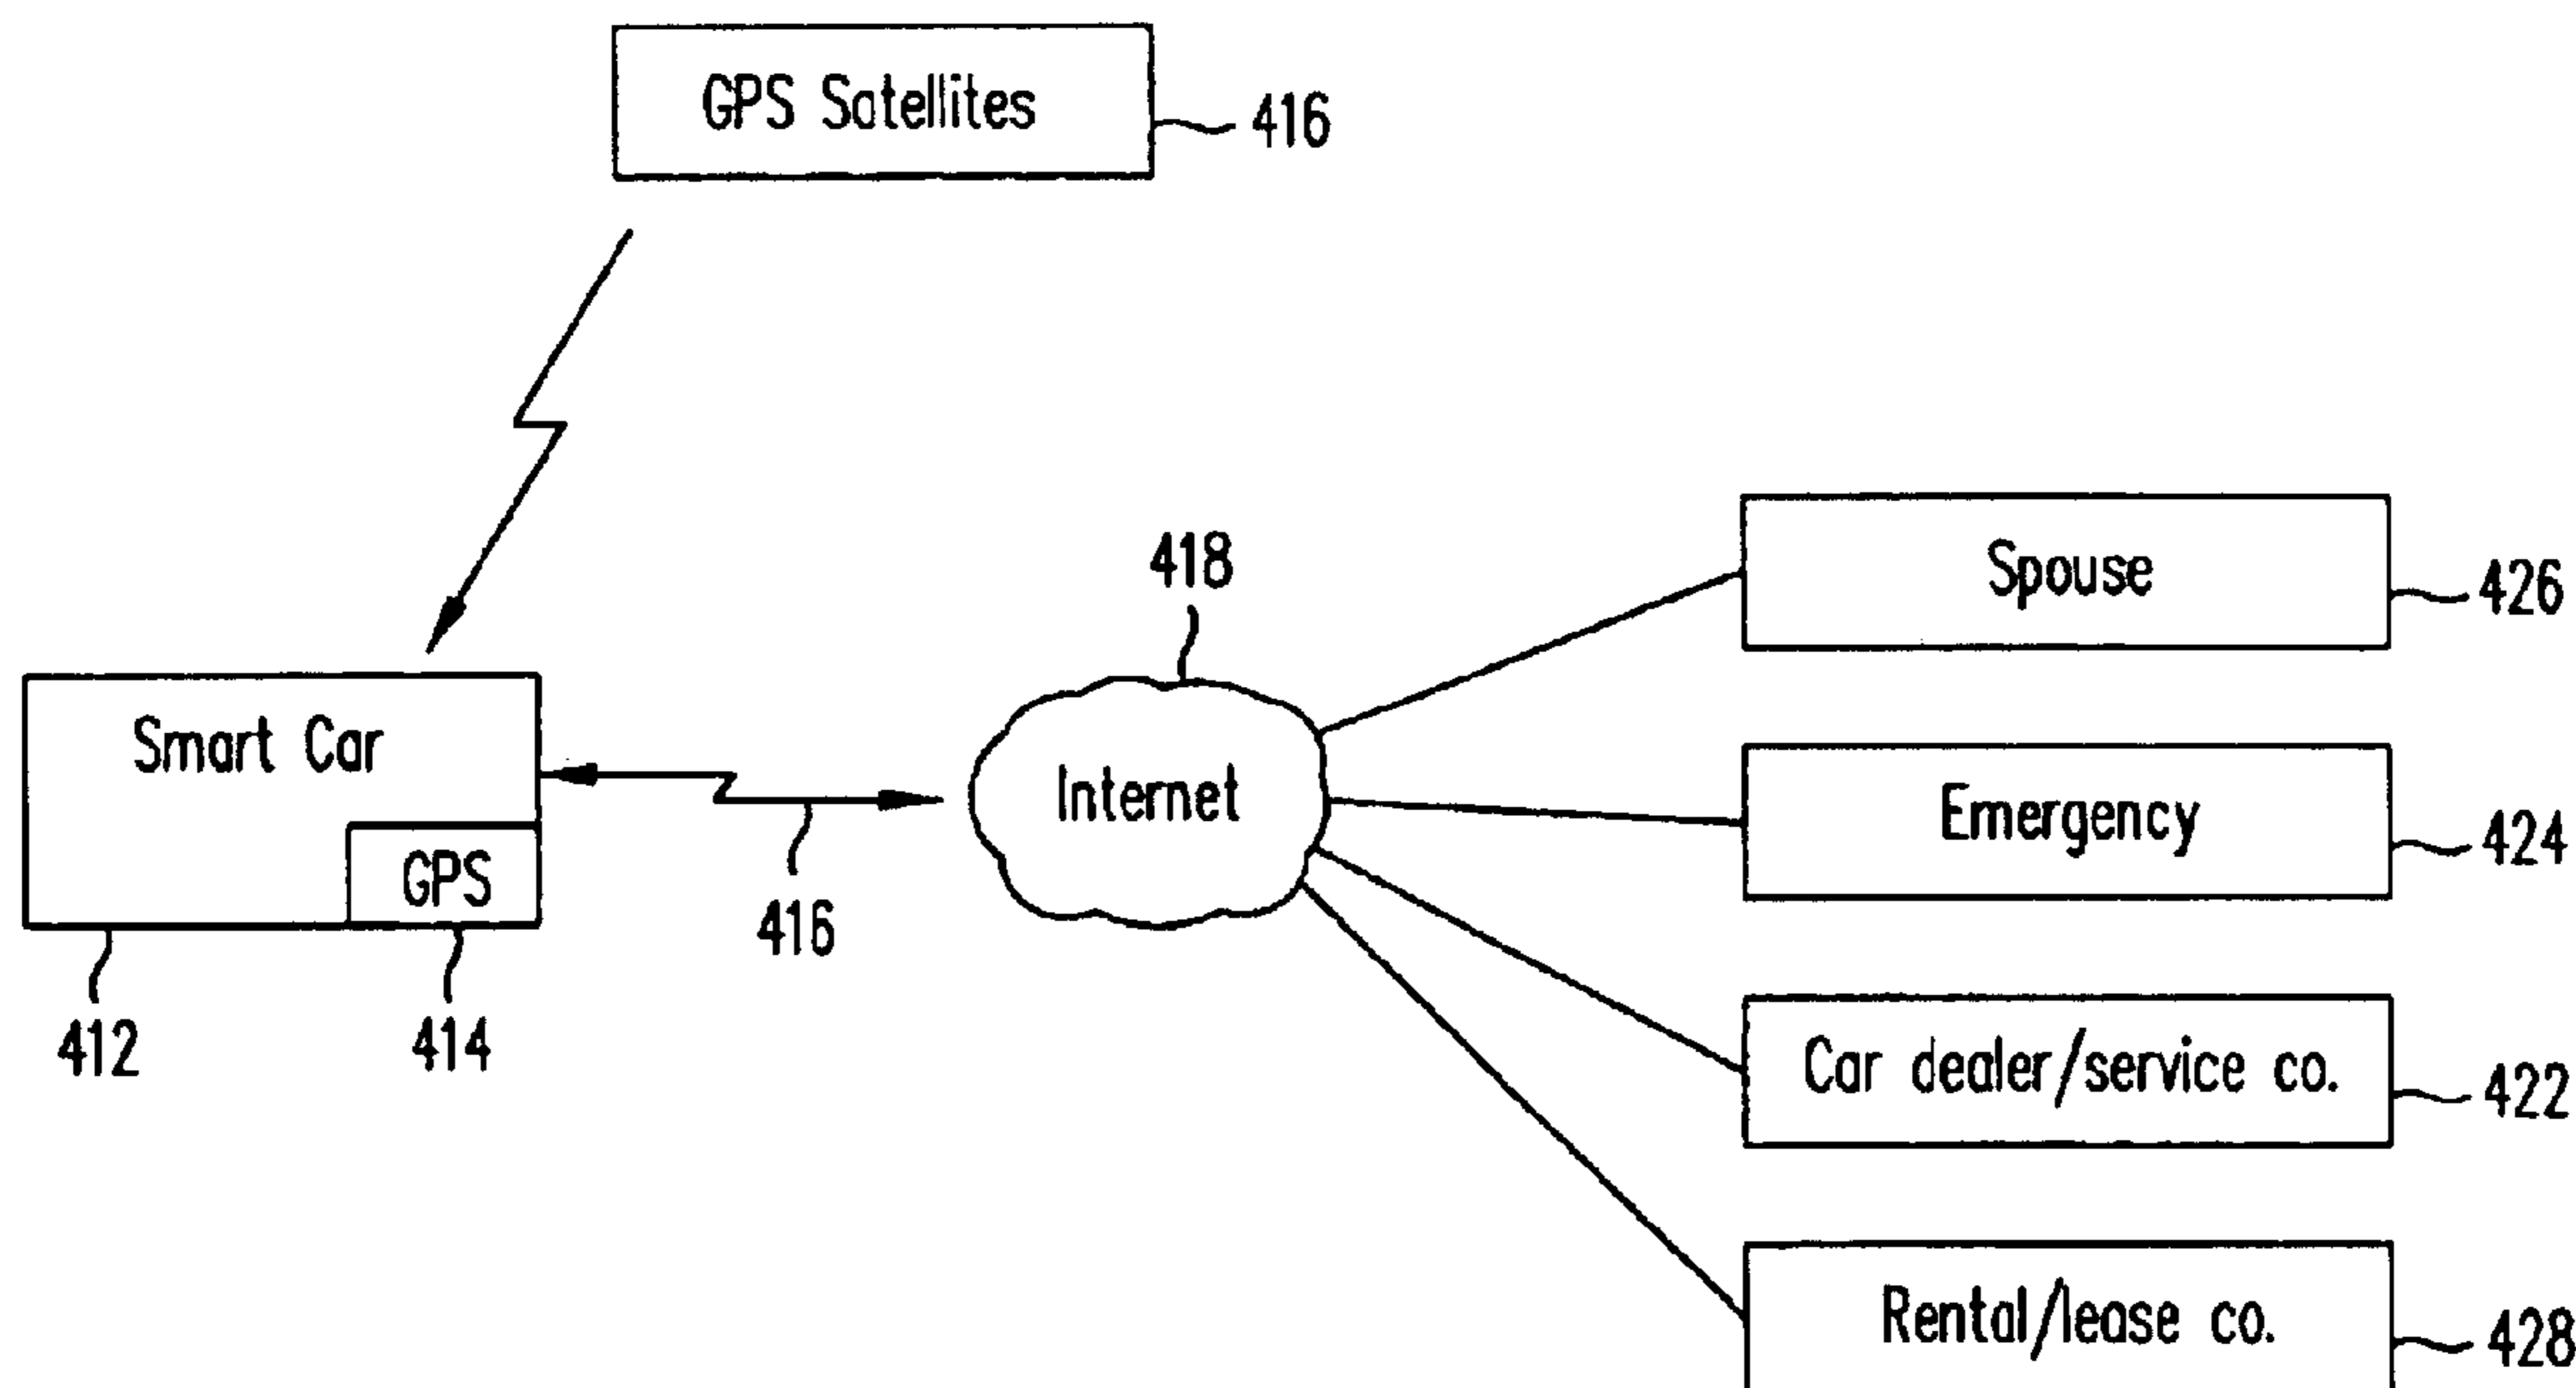 GPS Satellites
416
418
Spouse
426
Smart Car
Internet
Emergency
424
GPS
416
412
414
Car dealer/service co.
422
Rental/lease co.
428